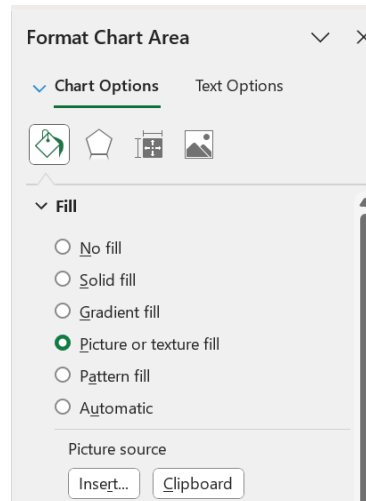 Format Chart Area
Chart Options Text Options
Fill
No fill
Solid fill
Gradient fill
Picture or texture fill
Pattern fill
Automatic
Picture source
Insert... Clipboard